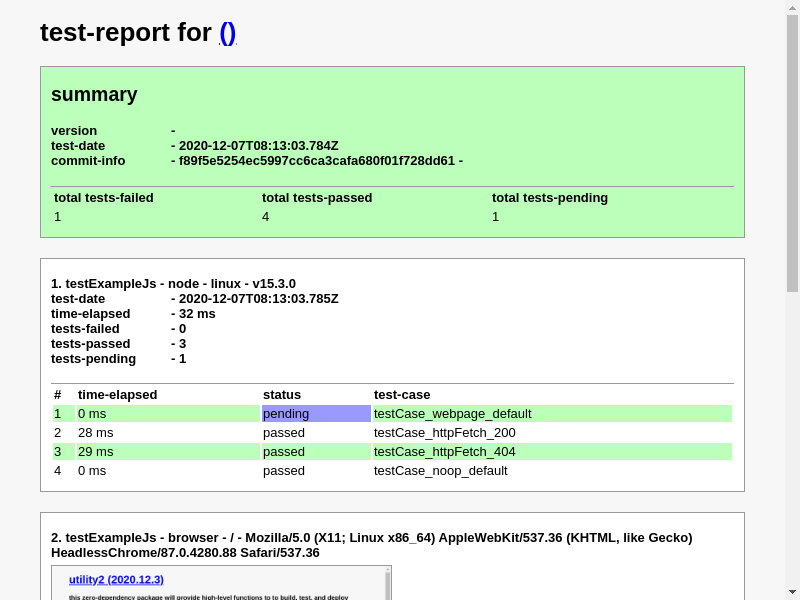 test-report for ()
summary
version -
test-date - 2020-12-07T08:13:03.784Z
commit-info - f89f5e5254ec5997cc6ca3cafa680f01f728dd61 -
total tests-failed total tests-passed total tests-pending
1 4 1
1. testExampleJs - node - linux - v15.3.0
test-date - 2020-12-07T08:13:03.785Z
time-elapsed - 32 ms
tests-failed - 0
tests-passed - 3
tests-pending - 1
# time-elapsed status test-case
1 0 ms pending testCase_webpage_default
2 28 ms passed testCase_httpFetch_200
3 29 ms passed testCase_httpFetch_404
4 0 ms passed testCase_noop_default
2. testExampleJs - browser - / - Mozilla/5.0 (X11; Linux x86_64) AppleWebKit/537.36 (KHTML, like Gecko)
HeadlessChrome/87.0.4280.88 Safari/537.36
utility2 (2020.12.3)
this zero-dependency package will provide high-level functions to to build, test, and deploy